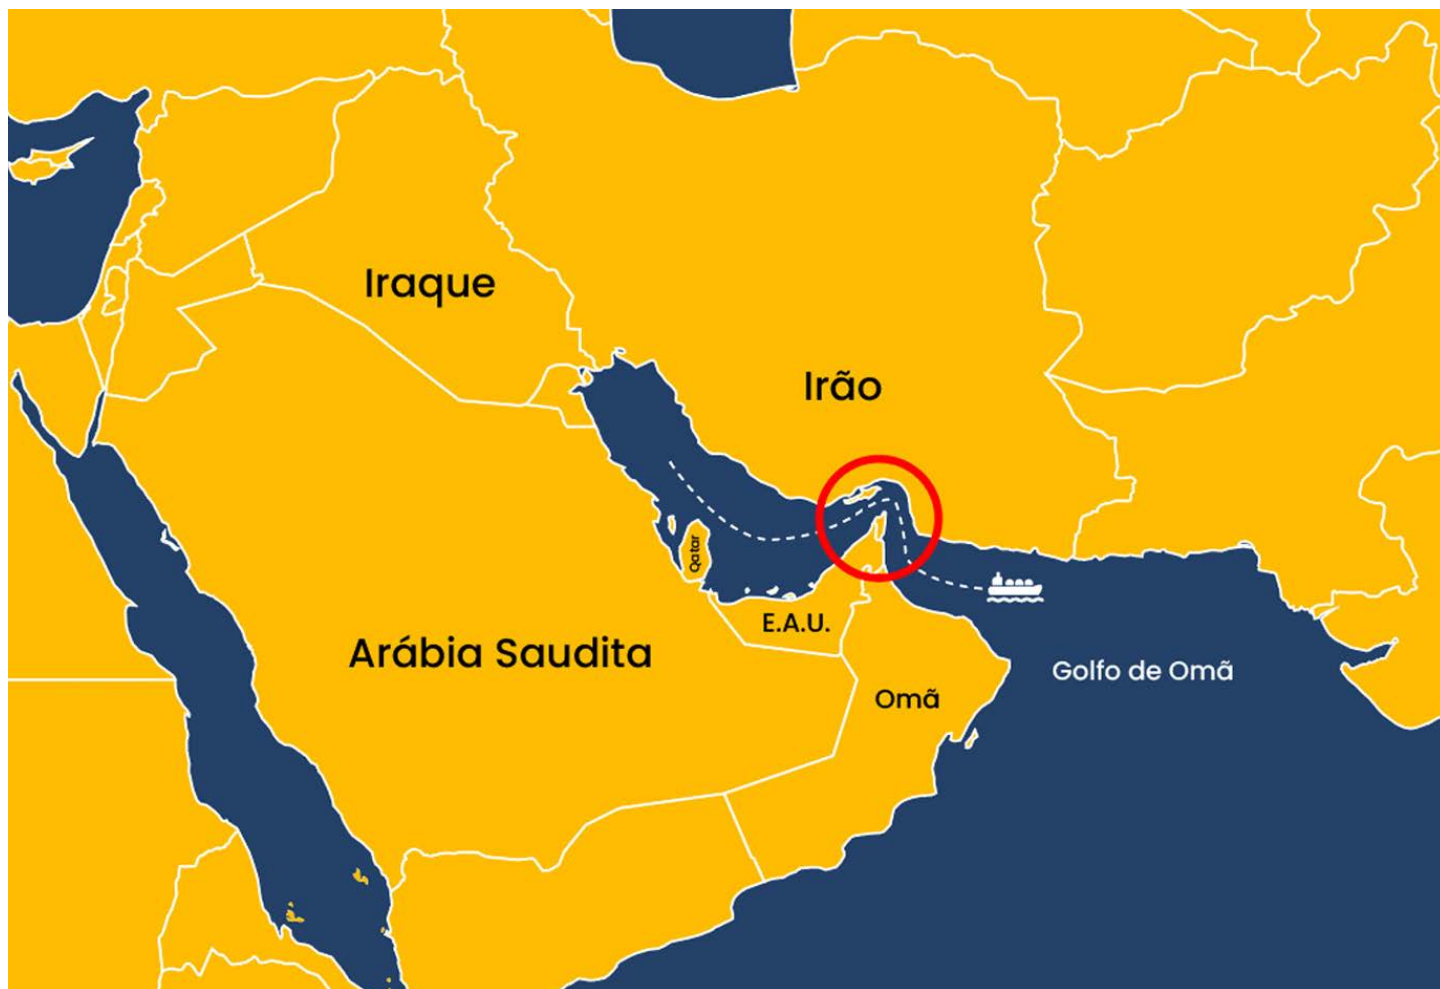 Iraque
Irão
Qatar
E.A.U.
Arábia Saudita
Golfo de Omã
Omã